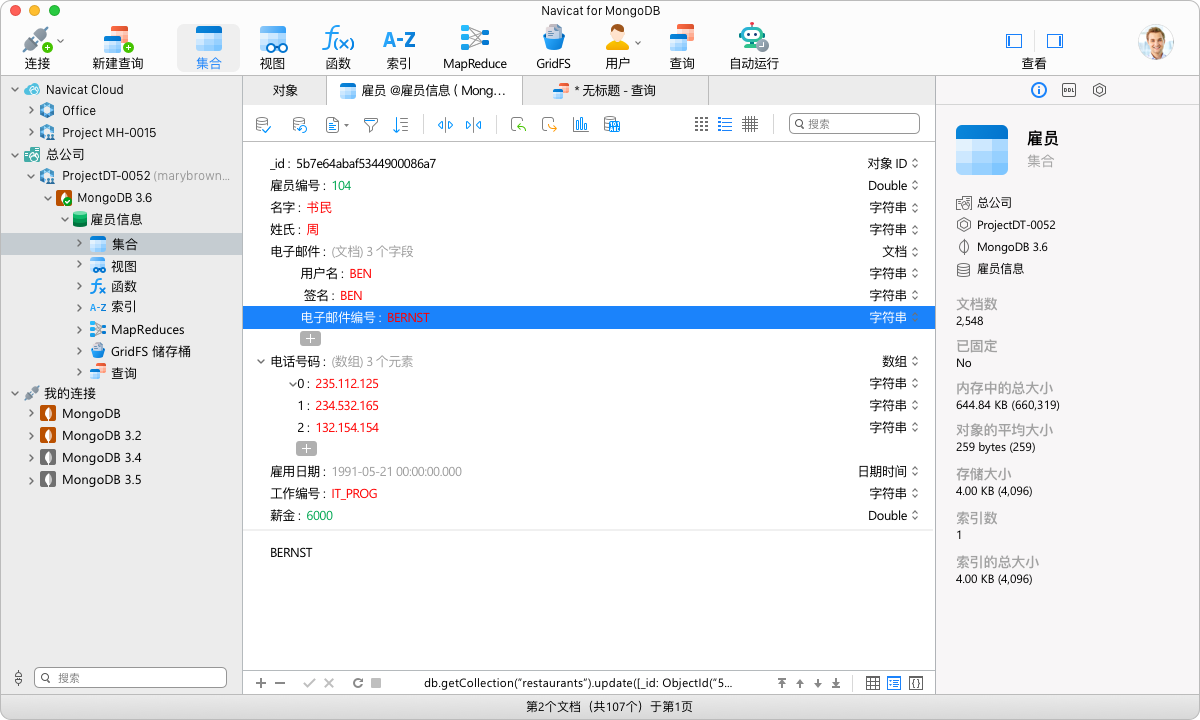 Navicat for MongoDB
连接
新建查询
集合
视图
函数
A-Z
索引
MapReduce
GridFS
用户
查询
自动运行
查看
Navicat Cloud
Office
Project MH-0015
总公司
ProjectDT-0052 (marybrown...
MongoDB 3.6
雇员信息
集合
视图
函数
A-Z 索引
MapReduces
GridFS 储存桶
查询
我的连接
MongoDB
MongoDB 3.2
MongoDB 3.4
MongoDB 3.5
搜索
对象
雇员 @雇员信息 ( Mong...
* 无标题 - 查询
搜索
_id : 5b7e64abaf5344900086a7 对象 ID
雇员编号 : 104 Double
名字 : 书民 字符串
姓氏 : 周 字符串
电子邮件 : (文档) 3 个字段 文档
用户名 : BEN 字符串
签名 : BEN 字符串
电子邮件编号 : BERNST 字符串
电话号码 : (数组) 3 个元素 数组
0 : 235.112.125 字符串
1 : 234.532.165 字符串
2 : 132.154.154 字符串
雇用日期 : 1991-05-21 00:00:00.000 日期时间
工作编号 : IT_PROG 字符串
薪金 : 6000 Double
BERNST
db.getCollection("restaurants").update([_id: ObjectId("5...
DDL
雇员
集合
总公司
ProjectDT-0052
MongoDB 3.6
雇员信息
文档数
2,548
已固定
No
内存中的总大小
644.84 KB (660,319)
对象的平均大小
259 bytes (259)
存储大小
4.00 KB (4,096)
索引数
1
索引的总大小
4.00 KB (4,096)
第2个文档（共107个）于第1页